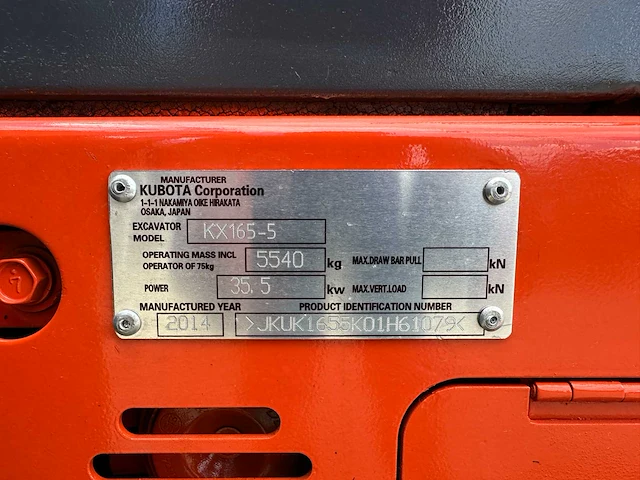 MANUFACTURER
KUBOTA Corporation
1-1-1 NAKAMIYA OIKE HIRAKATA
OSAKA, JAPAN
EXCAVATOR MODEL KX165-5
OPERATING MASS INCL OPERATOR OF 75kg 5540 kg MAX.DRAW BAR PULL kN
POWER 35.5 kw MAX.VERT.LOAD kN
MANUFACTURED YEAR PRODUCT IDENTIFICATION NUMBER
2014 >JKUK1655K01H61079<
7